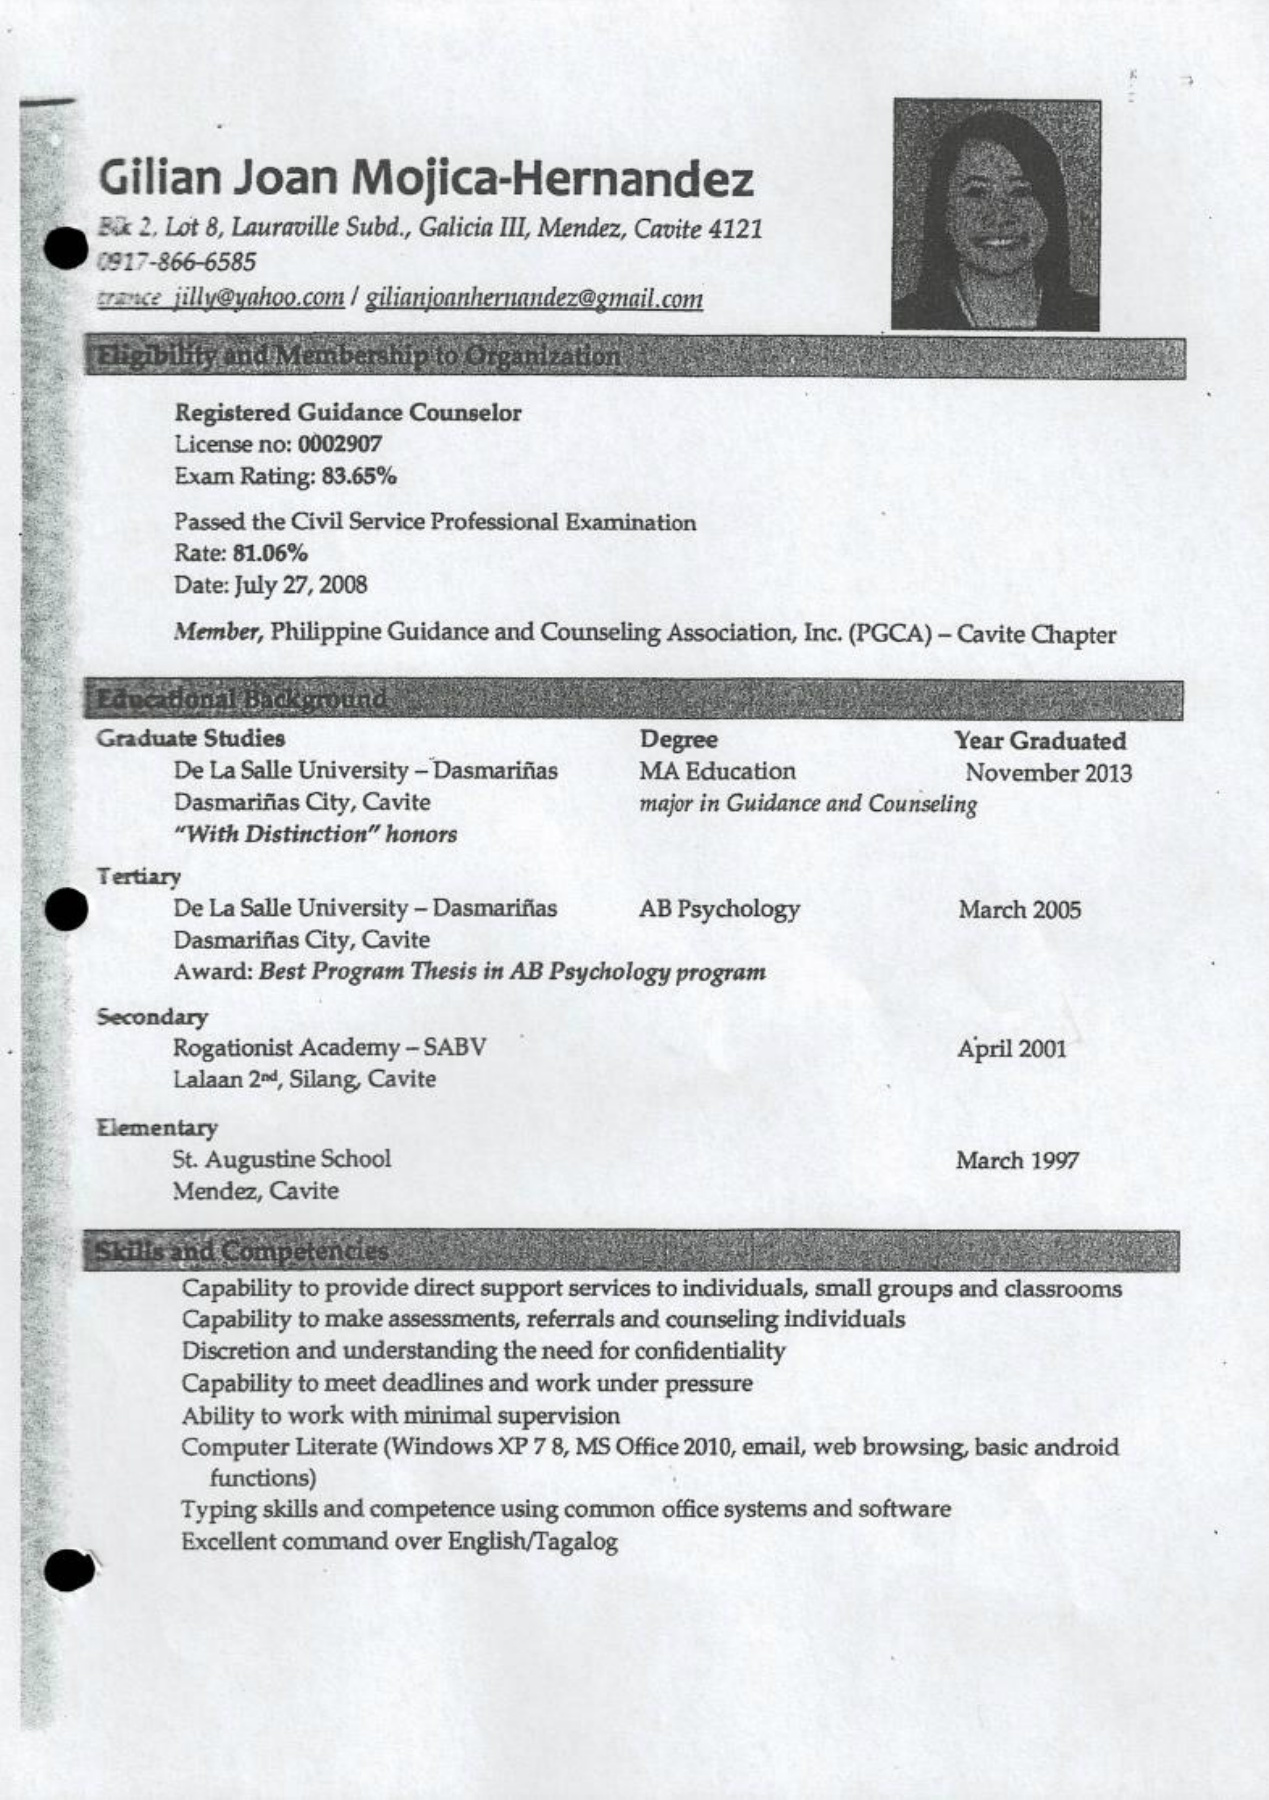 Gilian Joan Mojica-Hernandez
Blk 2, Lot 8, Lauraville Subd., Galicia III, Mendez, Cavite 4121
0917-866-6585
trance_jilly@yahoo.com / gilianjoanhernandez@gmail.com
Eligibility and Membership to Organization
Registered Guidance Counselor
License no: 0002907
Exam Rating: 83.65%
Passed the Civil Service Professional Examination
Rate: 81.06%
Date: July 27, 2008
Member, Philippine Guidance and Counseling Association, Inc. (PGCA) – Cavite Chapter
Educational Background
Graduate Studies Degree Year Graduated
De La Salle University – Dasmariñas MA Education November 2013
Dasmariñas City, Cavite major in Guidance and Counseling
“With Distinction” honors
Tertiary
De La Salle University – Dasmariñas AB Psychology March 2005
Dasmariñas City, Cavite
Award: Best Program Thesis in AB Psychology program
Secondary
Rogationist Academy – SABV April 2001
Lalaan 2nd, Silang, Cavite
Elementary
St. Augustine School March 1997
Mendez, Cavite
Skills and Competencies
Capability to provide direct support services to individuals, small groups and classrooms
Capability to make assessments, referrals and counseling individuals
Discretion and understanding the need for confidentiality
Capability to meet deadlines and work under pressure
Ability to work with minimal supervision
Computer Literate (Windows XP 7 8, MS Office 2010, email, web browsing, basic android
functions)
Typing skills and competence using common office systems and software
Excellent command over English/Tagalog